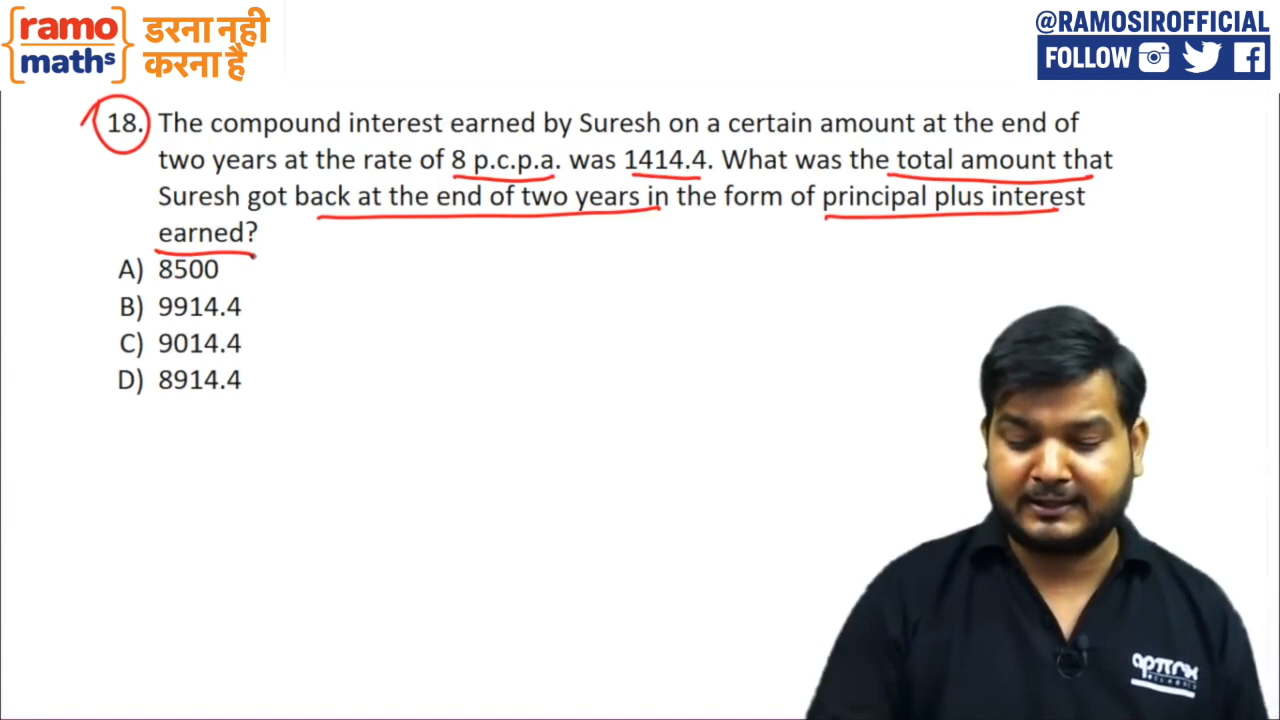 ramo
maths
डरना नही
करना है
@RAMOSIROFFICIAL
FOLLOW
18. The compound interest earned by Suresh on a certain amount at the end of
two years at the rate of 8 p.c.p.a. was 1414.4. What was the total amount that
Suresh got back at the end of two years in the form of principal plus interest
earned?
A) 8500
B) 9914.4
C) 9014.4
D) 8914.4